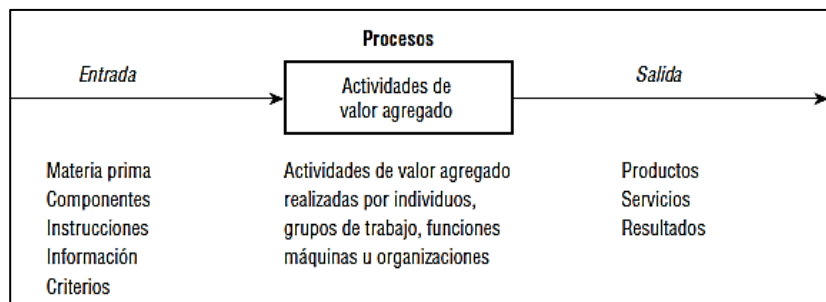 Procesos
Entrada
Actividades de
valor agregado
Salida
Materia prima
Componentes
Instrucciones
Información
Criterios
Actividades de valor agregado
realizadas por individuos,
grupos de trabajo, funciones
máquinas u organizaciones
Productos
Servicios
Resultados